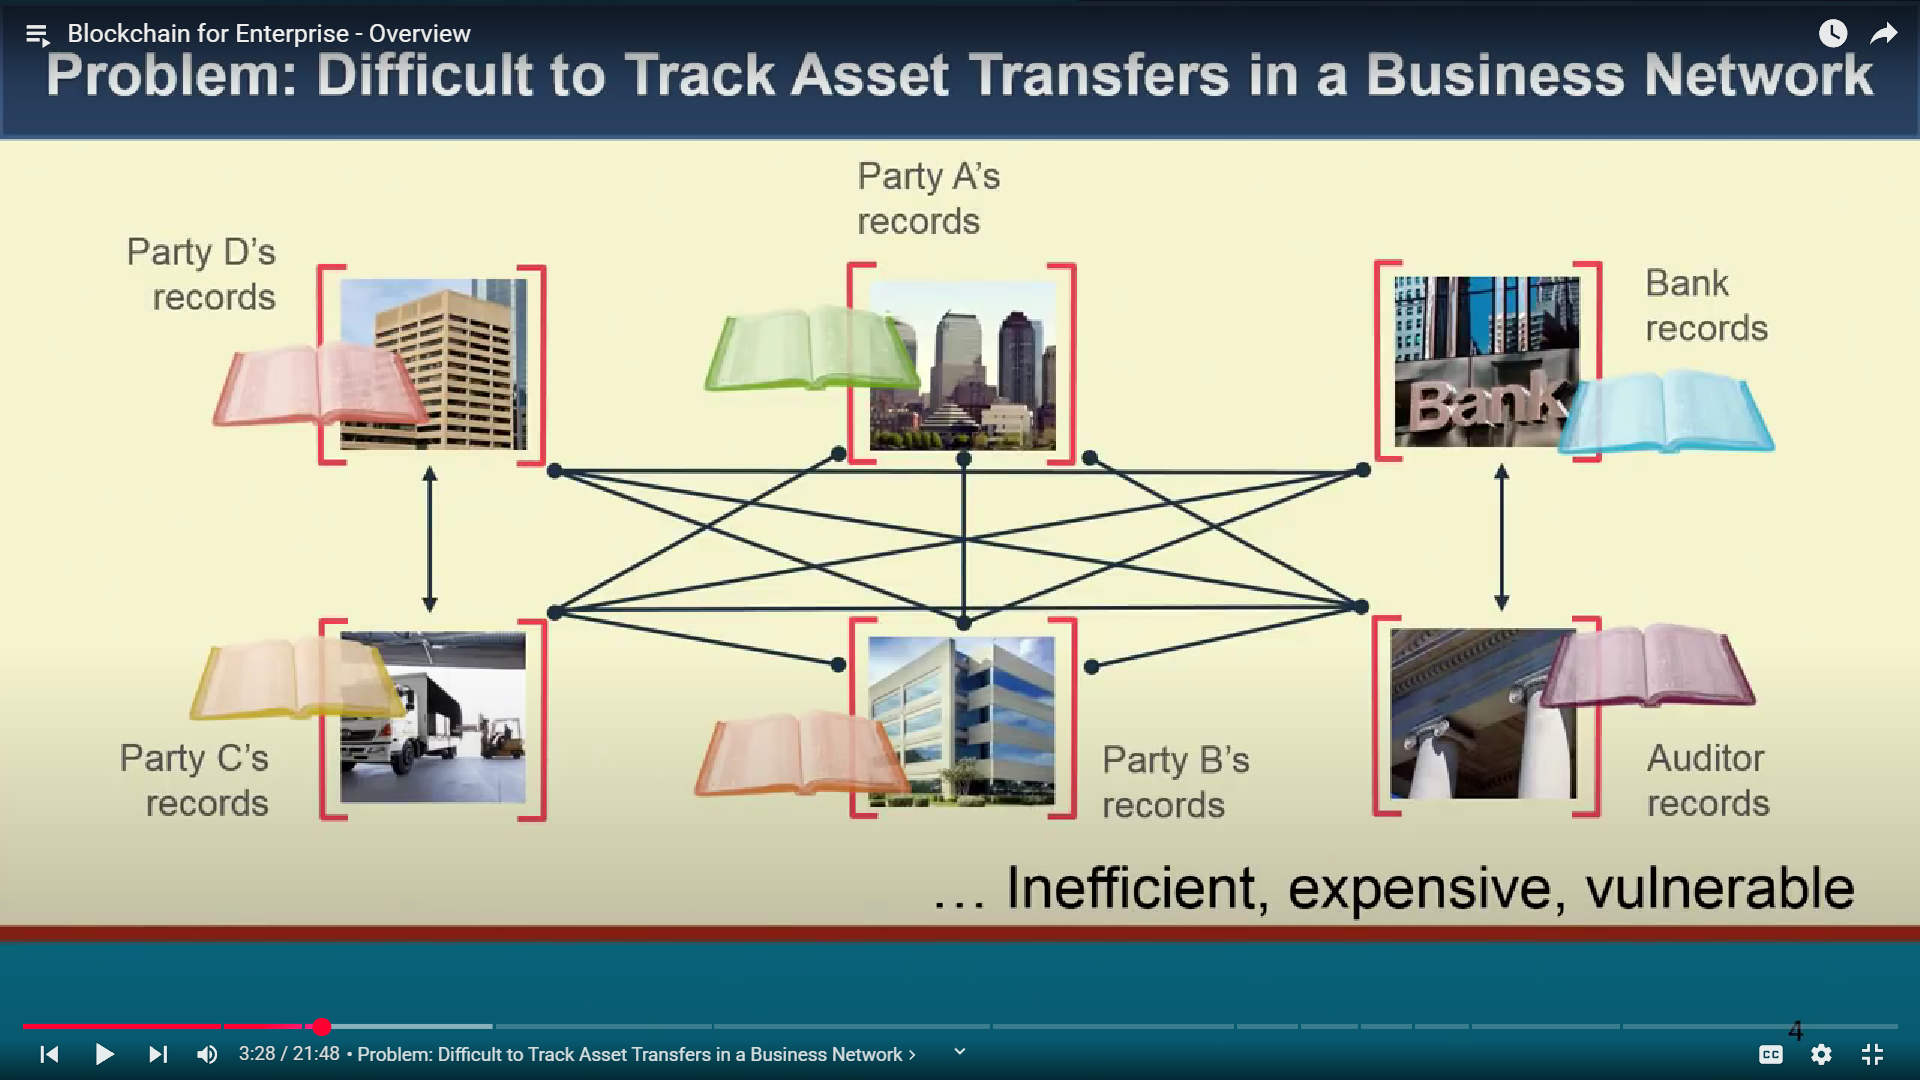 Blockchain for Enterprise - Overview
Problem: Difficult to Track Asset Transfers in a Business Network
Party A’s
records
Party D’s
records
Bank
records
Bank
Party C’s
records
Party B’s
records
Auditor
records
... Inefficient, expensive, vulnerable
4
3:28 / 21:48 • Problem: Difficult to Track Asset Transfers in a Business Network ›
CC